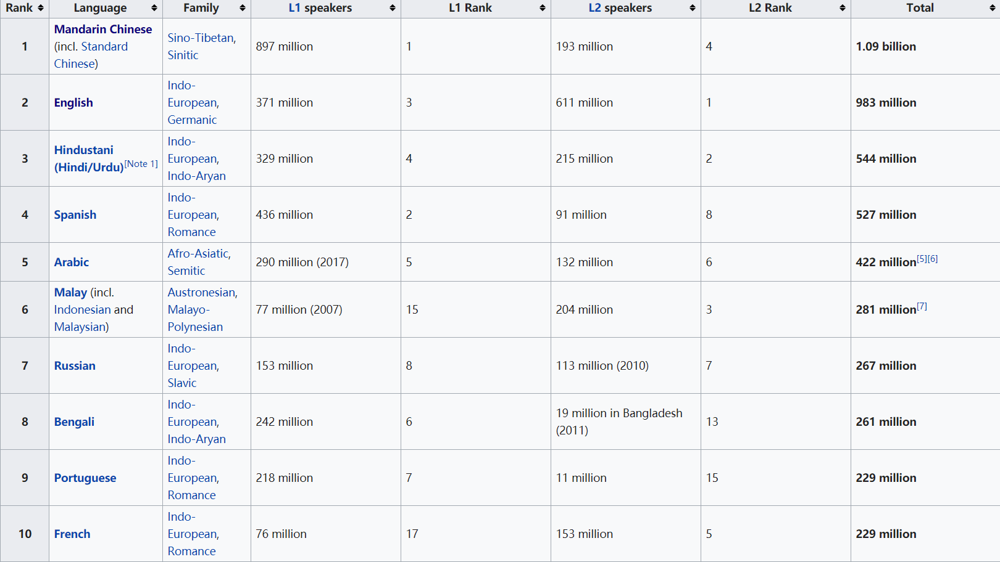 Rank Language Family L1 speakers L1 Rank L2 speakers L2 Rank Total
1 Mandarin Chinese (incl. Standard Chinese) Sino-Tibetan, Sinitic 897 million 1 193 million 4 1.09 billion
2 English Indo-European, Germanic 371 million 3 611 million 1 983 million
3 Hindustani (Hindi/Urdu)[Note 1] Indo-European, Indo-Aryan 329 million 4 215 million 2 544 million
4 Spanish Indo-European, Romance 436 million 2 91 million 8 527 million
5 Arabic Afro-Asiatic, Semitic 290 million (2017) 5 132 million 6 422 million[5][6]
6 Malay (incl. Indonesian and Malaysian) Austronesian, Malayo-Polynesian 77 million (2007) 15 204 million 3 281 million[7]
7 Russian Indo-European, Slavic 153 million 8 113 million (2010) 7 267 million
8 Bengali Indo-European, Indo-Aryan 242 million 6 19 million in Bangladesh (2011) 13 261 million
9 Portuguese Indo-European, Romance 218 million 7 11 million 15 229 million
10 French Indo-European, Romance 76 million 17 153 million 5 229 million